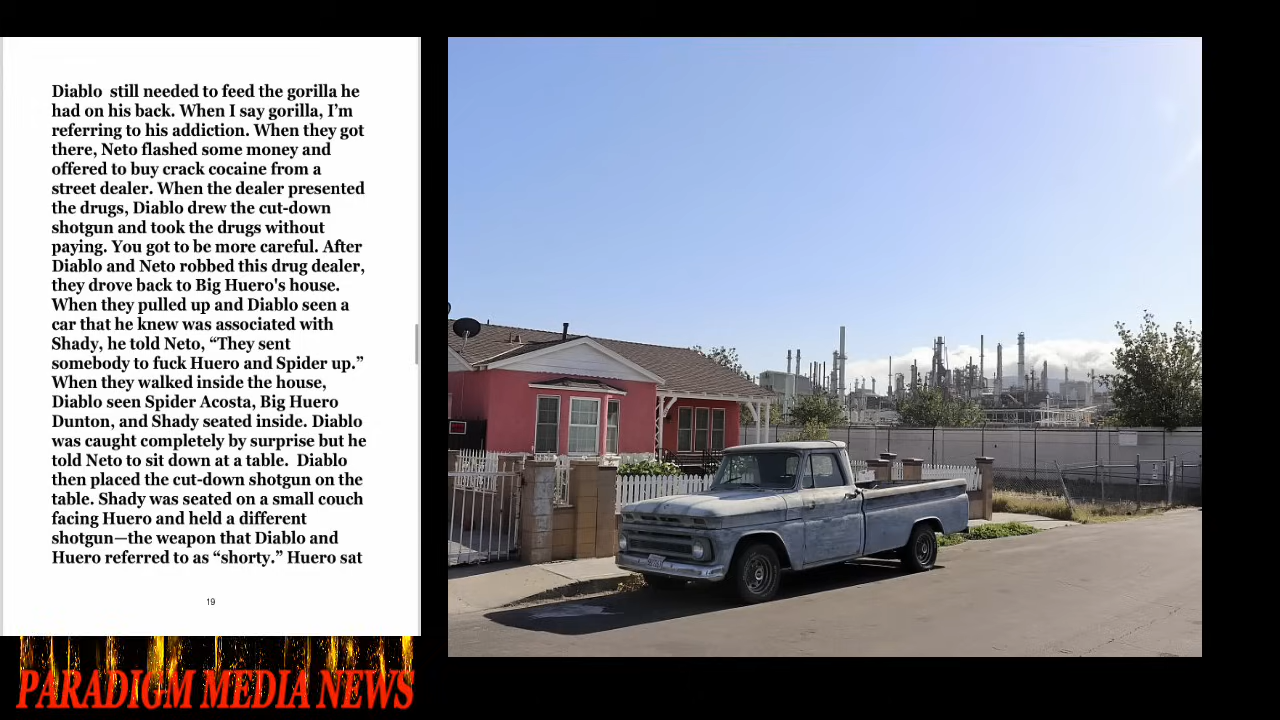 Diablo  still needed to feed the gorilla he
had on his back. When I say gorilla, I’m
referring to his addiction. When they got
there, Neto flashed some money and
offered to buy crack cocaine from a
street dealer. When the dealer presented
the drugs, Diablo drew the cut-down
shotgun and took the drugs without
paying. You got to be more careful. After
Diablo and Neto robbed this drug dealer,
they drove back to Big Huero's house.
When they pulled up and Diablo seen a
car that he knew was associated with
Shady, he told Neto, “They sent
somebody to fuck Huero and Spider up.”
When they walked inside the house,
Diablo seen Spider Acosta, Big Huero
Dunton, and Shady seated inside. Diablo
was caught completely by surprise but he
told Neto to sit down at a table.  Diablo
then placed the cut-down shotgun on the
table. Shady was seated on a small couch
facing Huero and held a different
shotgun—the weapon that Diablo and
Huero referred to as “shorty.” Huero sat
19
PARADIGM MEDIA NEWS